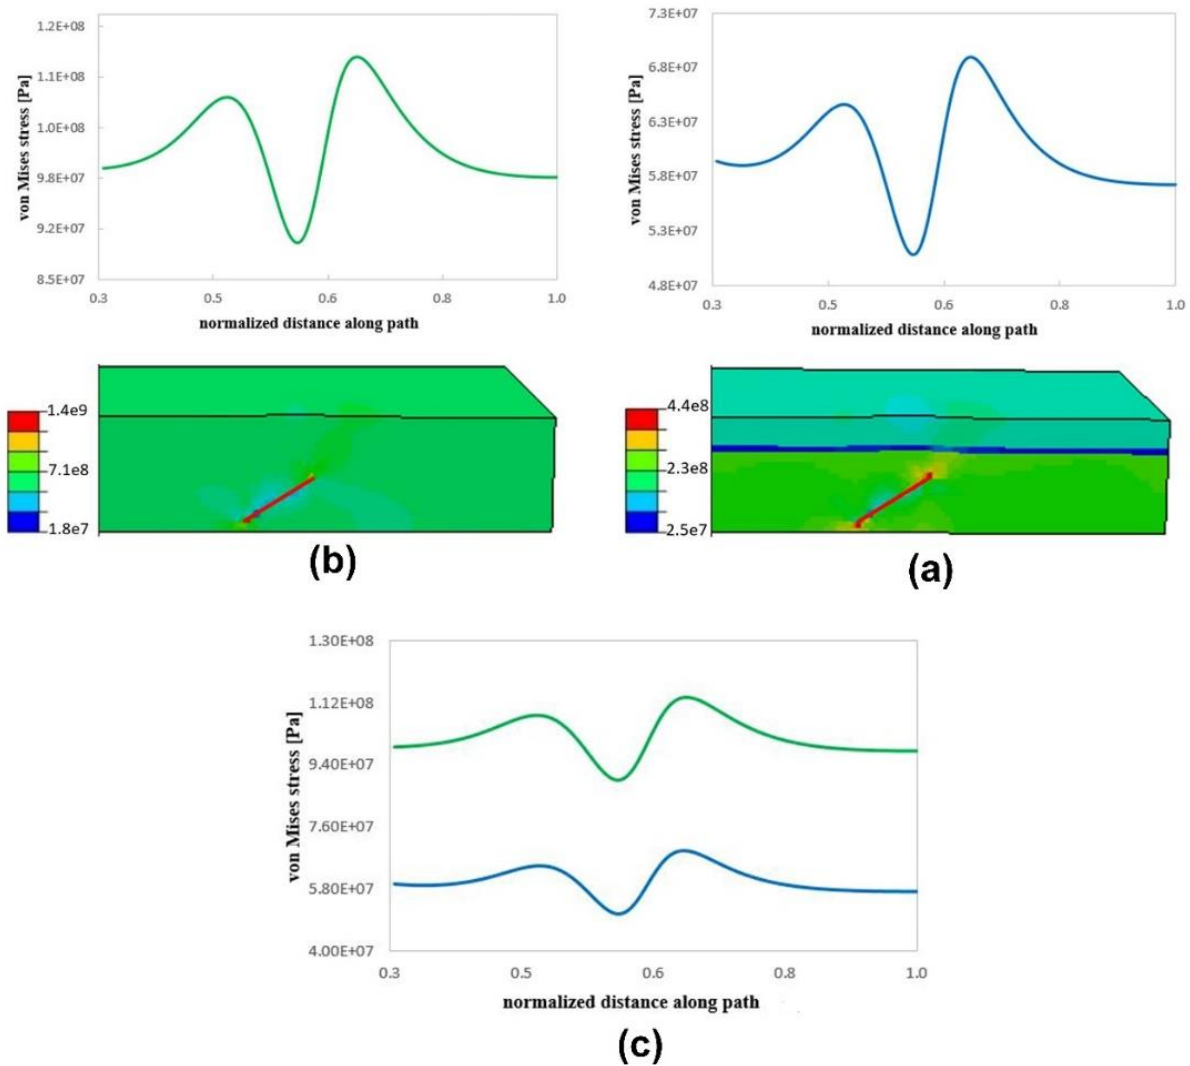 1.2E+08
1.1E+08
1.0E+08
9.8E+07
9.2E+07
8.5E+07
von Mises stress [Pa]
0.3 0.5 0.6 0.8 1.0
normalized distance along path
7.3E+07
6.8E+07
6.3E+07
5.8E+07
5.3E+07
4.8E+07
von Mises stress [Pa]
0.3 0.5 0.6 0.8 1.0
normalized distance along path
1.4e9
7.1e8
1.8e7
(b)
4.4e8
2.3e8
2.5e7
(a)
1.30E+08
1.12E+08
9.40E+07
7.60E+07
5.80E+07
4.00E+07
von Mises stress [Pa]
0.3 0.5 0.6 0.8 1.0
normalized distance along path
(c)